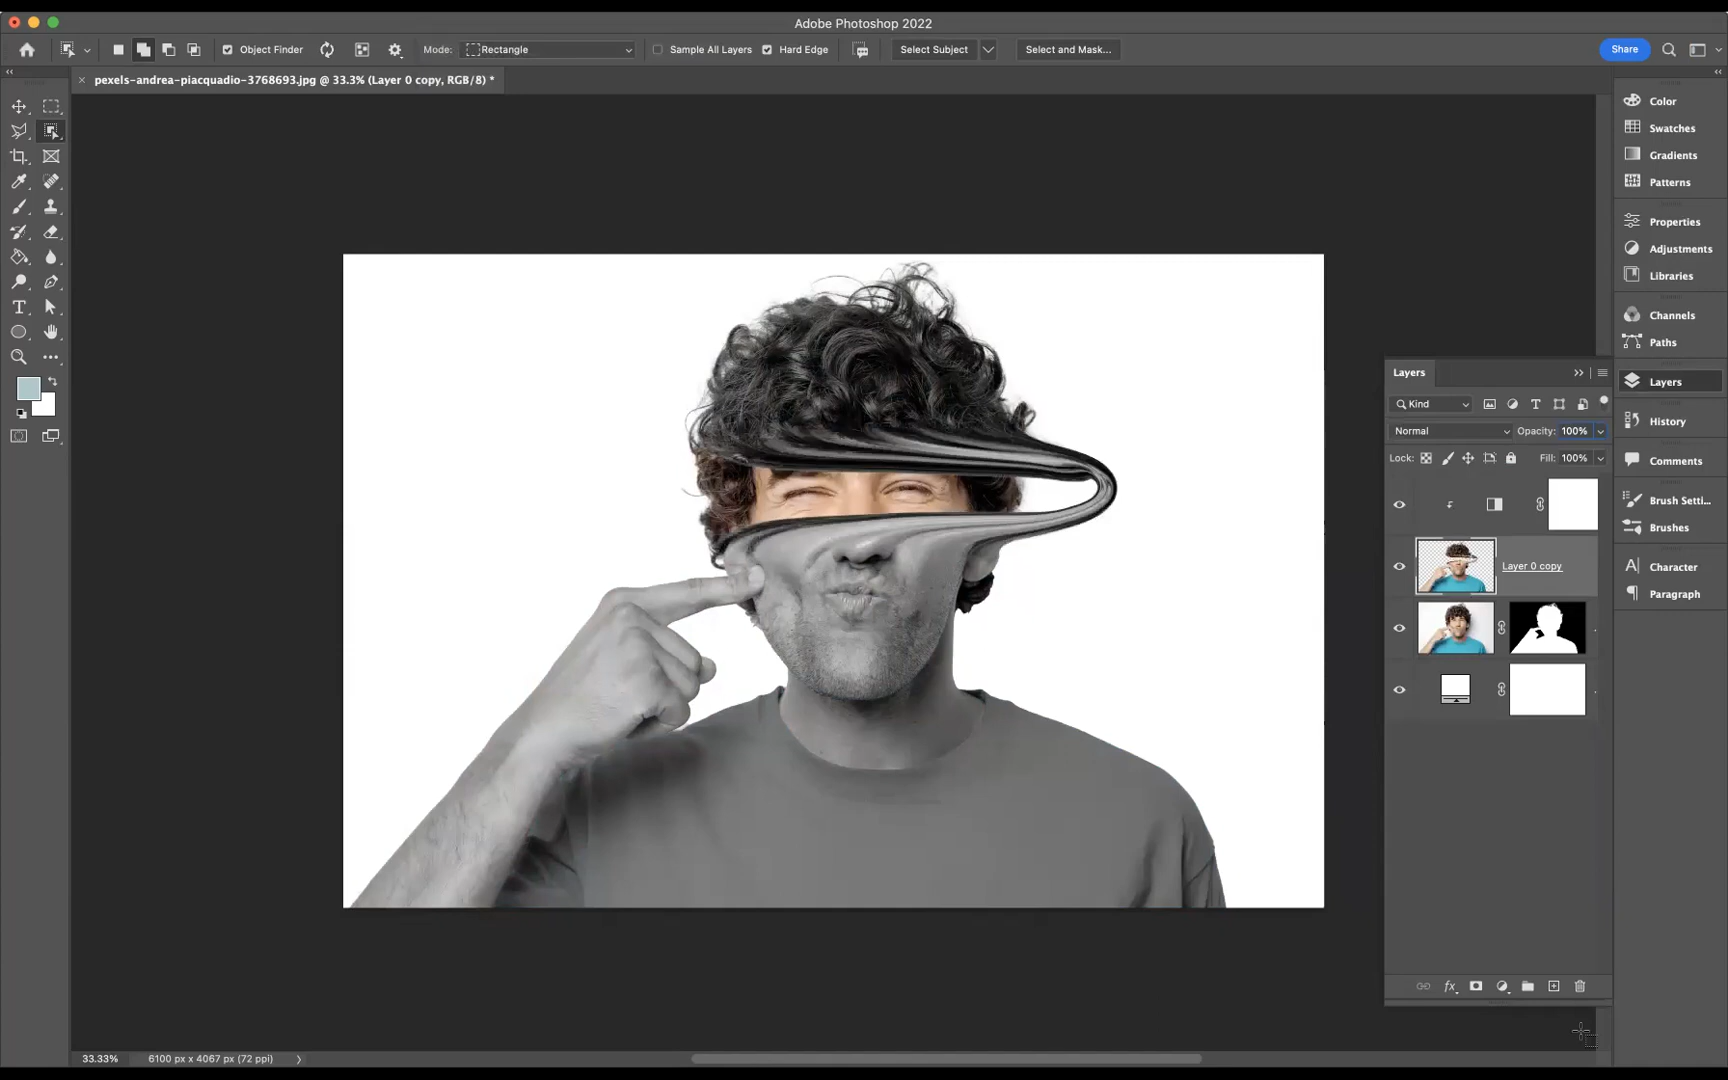 Adobe Photoshop 2022
Object Finder
Mode: Rectangle
Sample All Layers
Hard Edge
Select Subject
Select and Mask...
Share
pexels-andrea-piacquadio-3768693.jpg @ 33.3% (Layer 0 copy, RGB/8) *
Color
Swatches
Gradients
Patterns
Properties
Adjustments
Libraries
Channels
Paths
Layers
History
Comments
Brush Setti...
Brushes
Character
Paragraph
Layers
Kind
Normal
Opacity: 100%
Lock:
Fill: 100%
Layer 0 copy
fx
33.33%
6100 px x 4067 px (72 ppi)